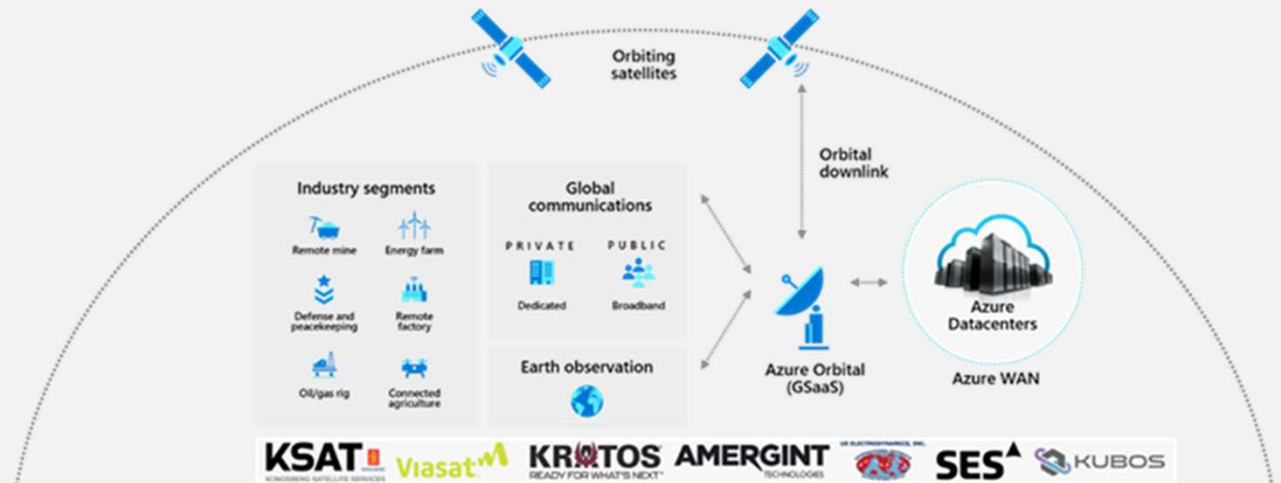 Orbiting
satellites
Orbital
downlink
Industry segments
Remote mine
Energy farm
Defense and
peacekeeping
Remote
factory
Oil/gas rig
Connected
agriculture
Global
communications
PRIVATE
PUBLIC
Dedicated
Broadband
Earth observation
Azure Orbital
(GSaaS)
Azure
Datacenters
Azure WAN
KSAT
KONGSBERG SATELLITE SERVICES
Viasat
KRATOS
READY FOR WHAT'S NEXT™
AMERGINT
TECHNOLOGIES
US ELECTRODYNAMICS, INC.
SES
KUBOS